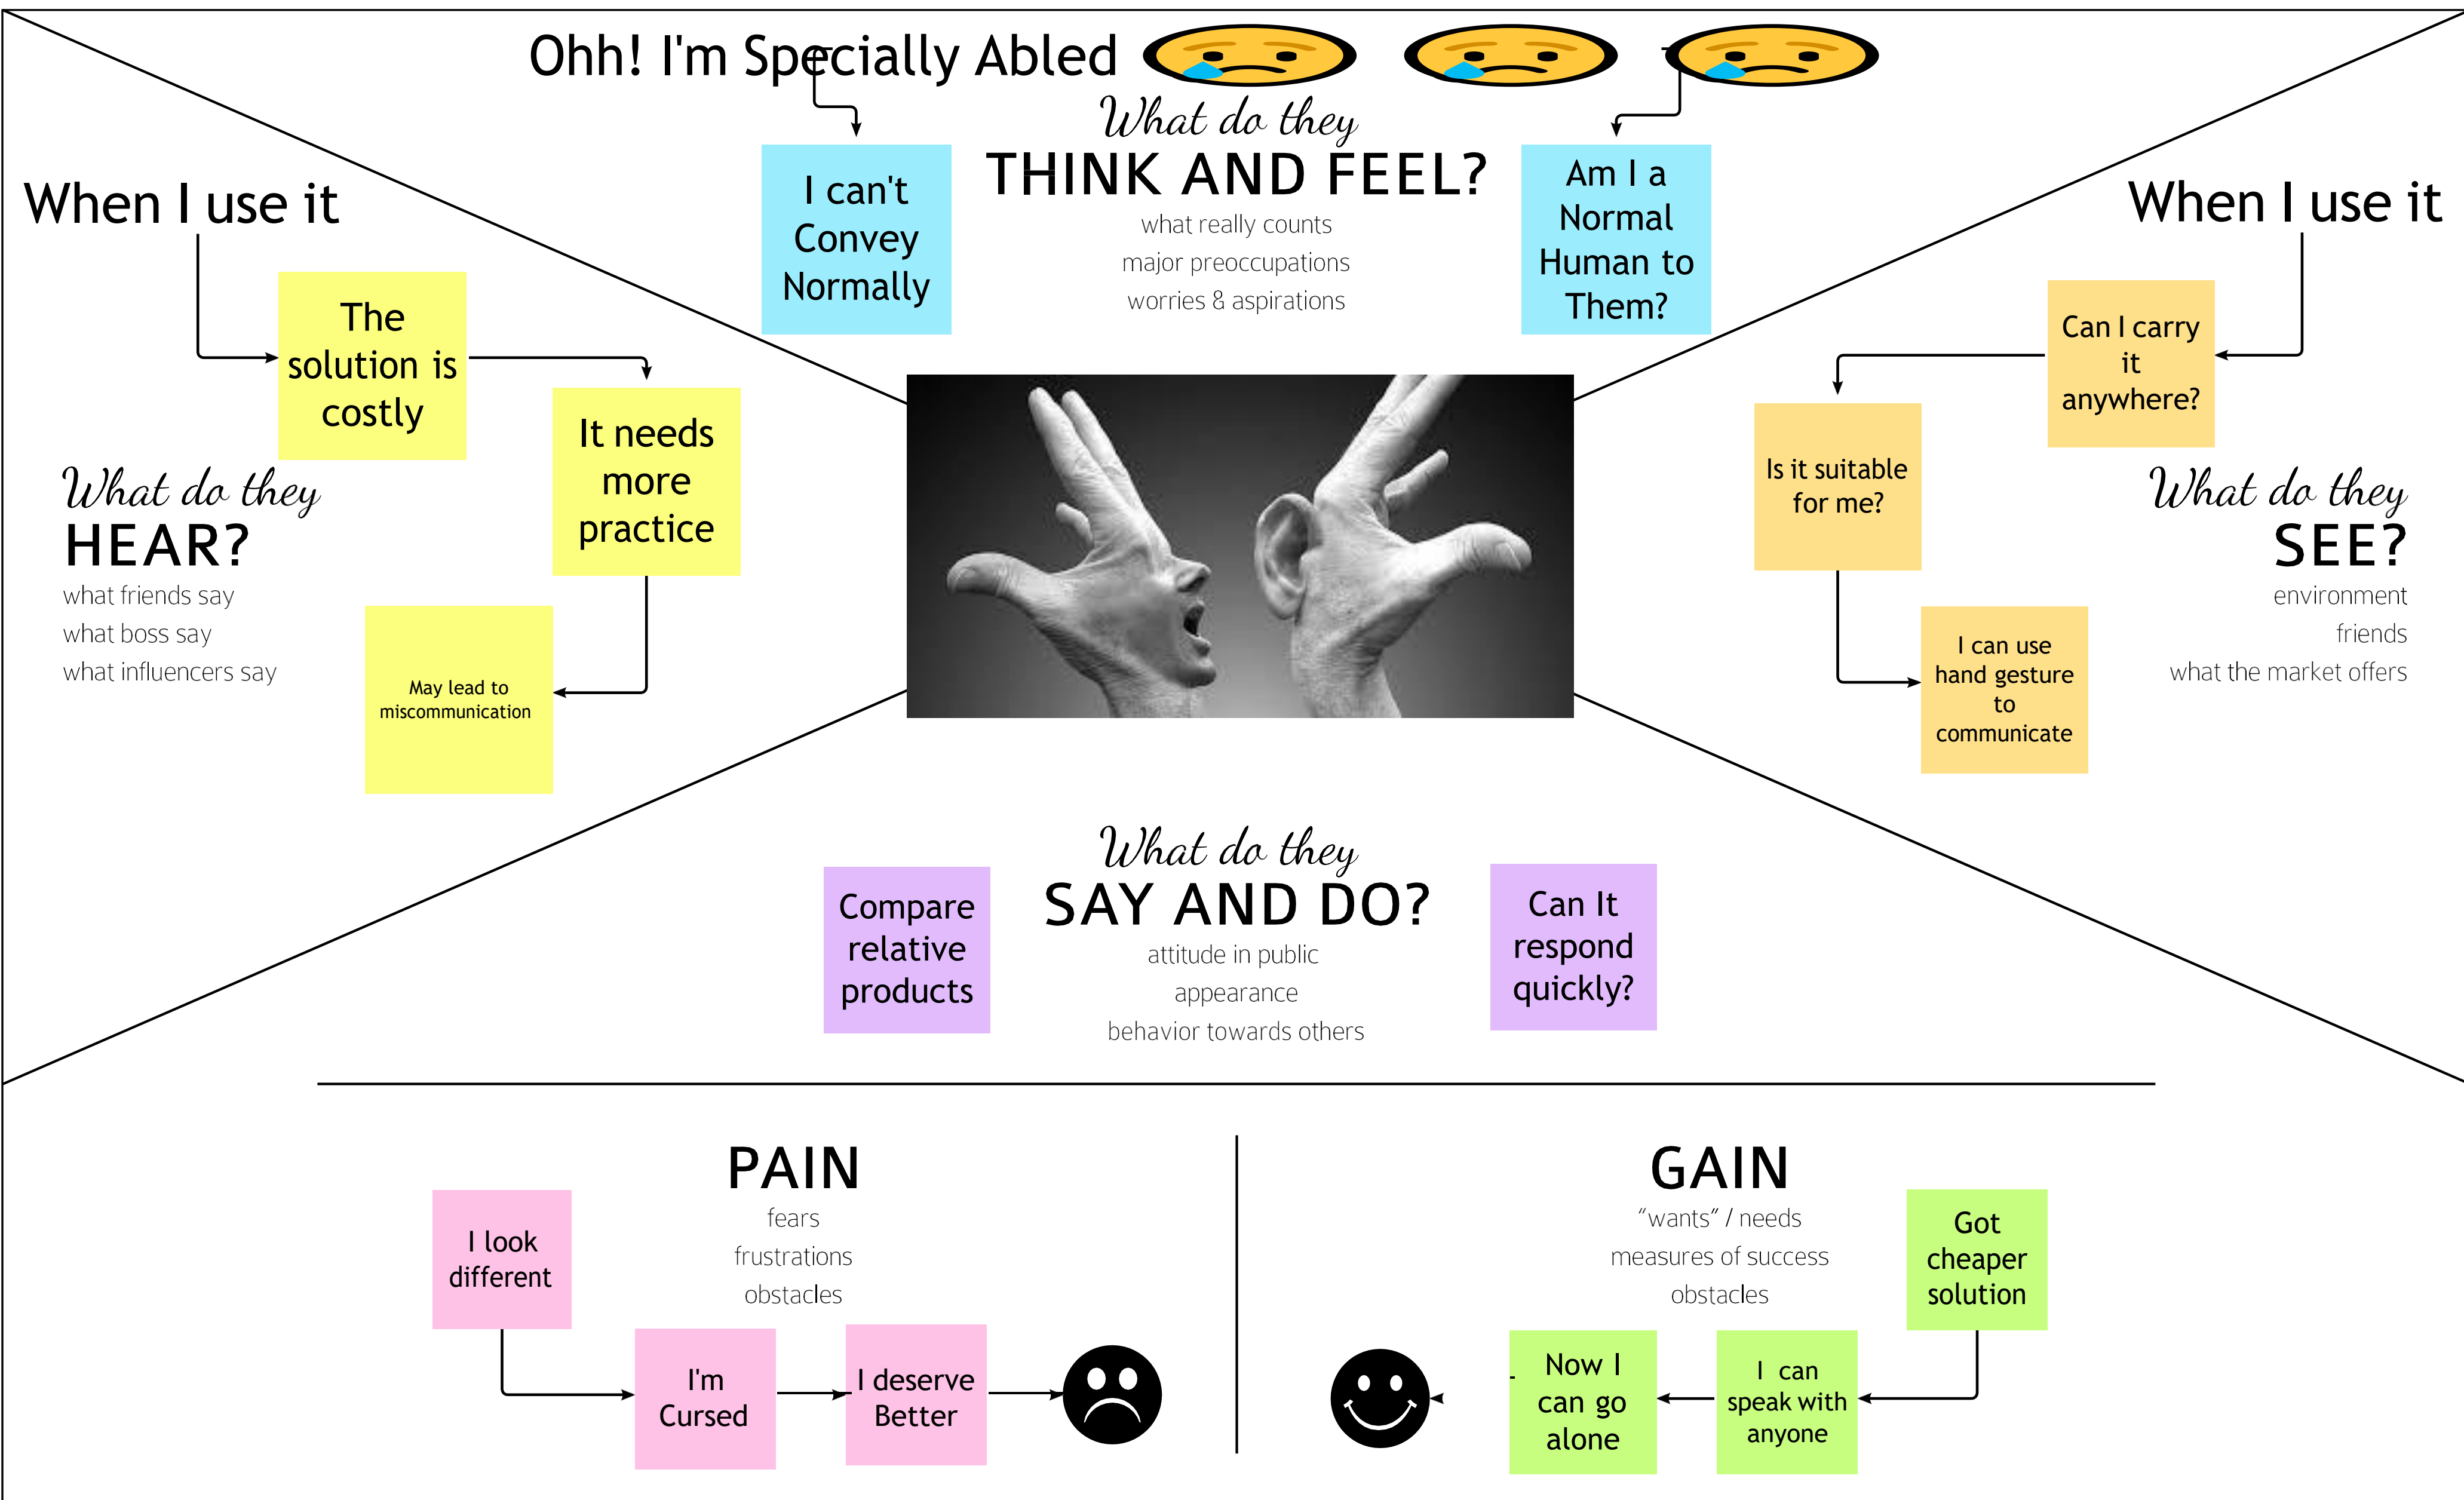 Ohh! I'm Specially Abled
What do they
THINK AND FEEL?
what really counts
major preoccupations
worries & aspirations
I can't
Convey
Normally
Am I a
Normal
Human to
Them?
When I use it
The
solution is
costly
It needs
more
practice
May lead to
miscommunication
What do they
HEAR?
what friends say
what boss say
what influencers say
When I use it
Can I carry
it
anywhere?
Is it suitable
for me?
I can use
hand gesture
to
communicate
What do they
SEE?
environment
friends
what the market offers
What do they
SAY AND DO?
attitude in public
appearance
behavior towards others
Compare
relative
products
Can It
respond
quickly?
PAIN
fears
frustrations
obstacles
I look
different
I'm
Cursed
I deserve
Better
GAIN
“wants” / needs
measures of success
obstacles
Got
cheaper
solution
I can
speak with
anyone
Now I
can go
alone